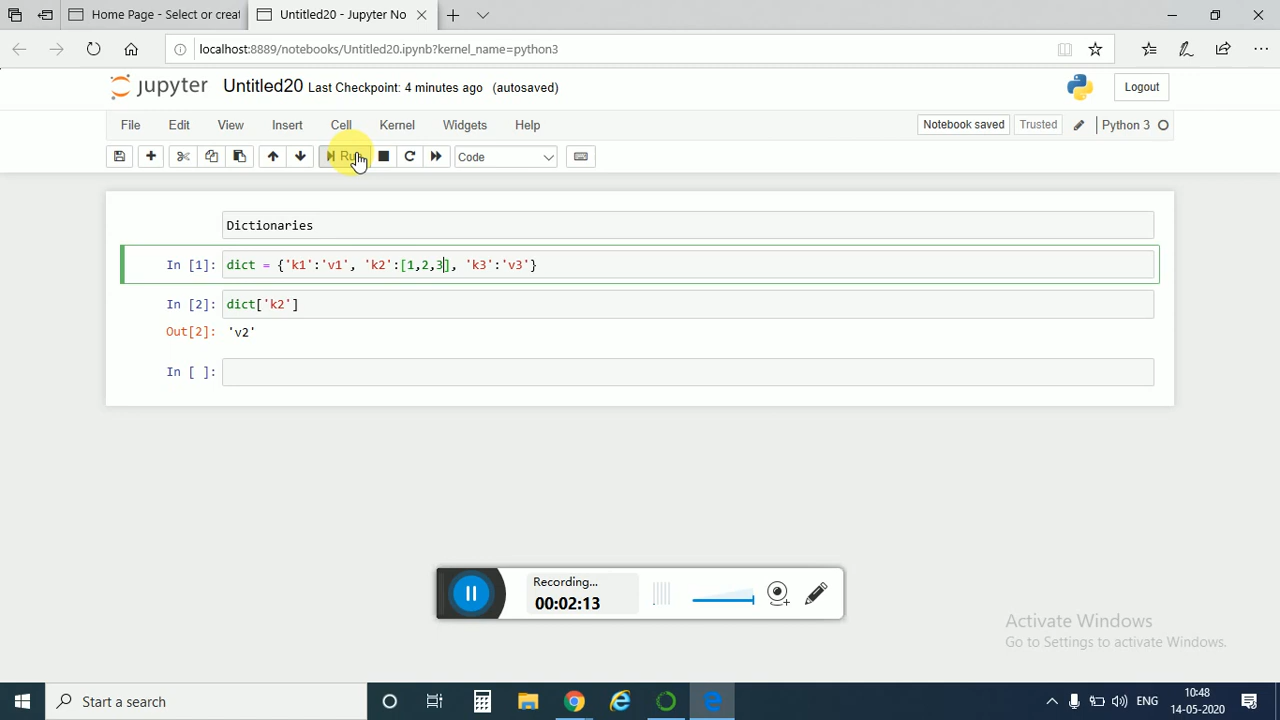 Home Page - Select or creat
Untitled20 - Jupyter No
localhost:8889/notebooks/Untitled20.ipynb?kernel_name=python3
jupyter Untitled20 Last Checkpoint: 4 minutes ago (autosaved)
Logout
File Edit View Insert Cell Kernel Widgets Help
Notebook saved Trusted Python 3
Code
Dictionaries
In [1]: dict = {'k1':'v1', 'k2':[1,2,3], 'k3':'v3'}
In [2]: dict['k2']
Out[2]: 'v2'
In [ ]:
Recording...
00:02:13
Activate Windows
Go to Settings to activate Windows.
Start a search
ENG
10:48
14-05-2020